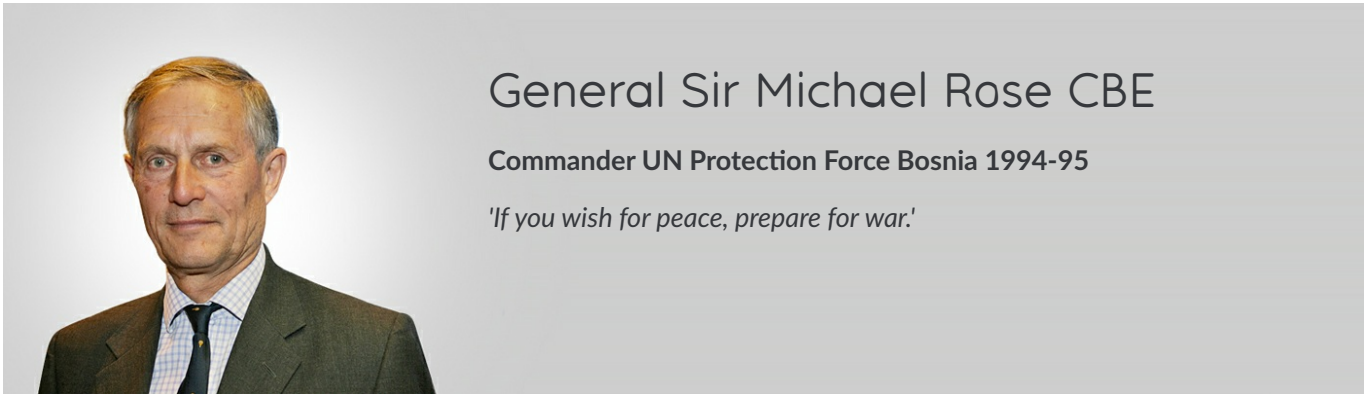 General Sir Michael Rose CBE
Commander UN Protection Force Bosnia 1994-95
'If you wish for peace, prepare for war.'